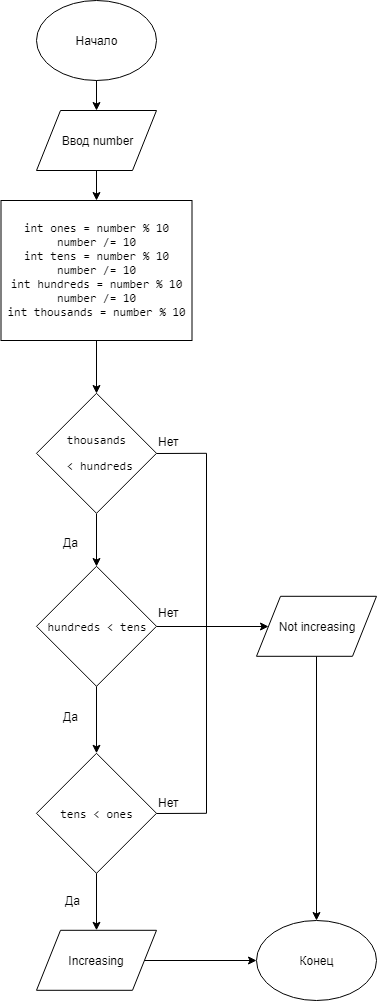 Начало
Ввод number
int ones = number % 10
number /= 10
int tens = number % 10
number /= 10
int hundreds = number % 10
number /= 10
int thousands = number % 10
thousands
< hundreds
Нет
Да
hundreds < tens
Нет
Not increasing
Да
tens < ones
Нет
Да
Increasing
Конец